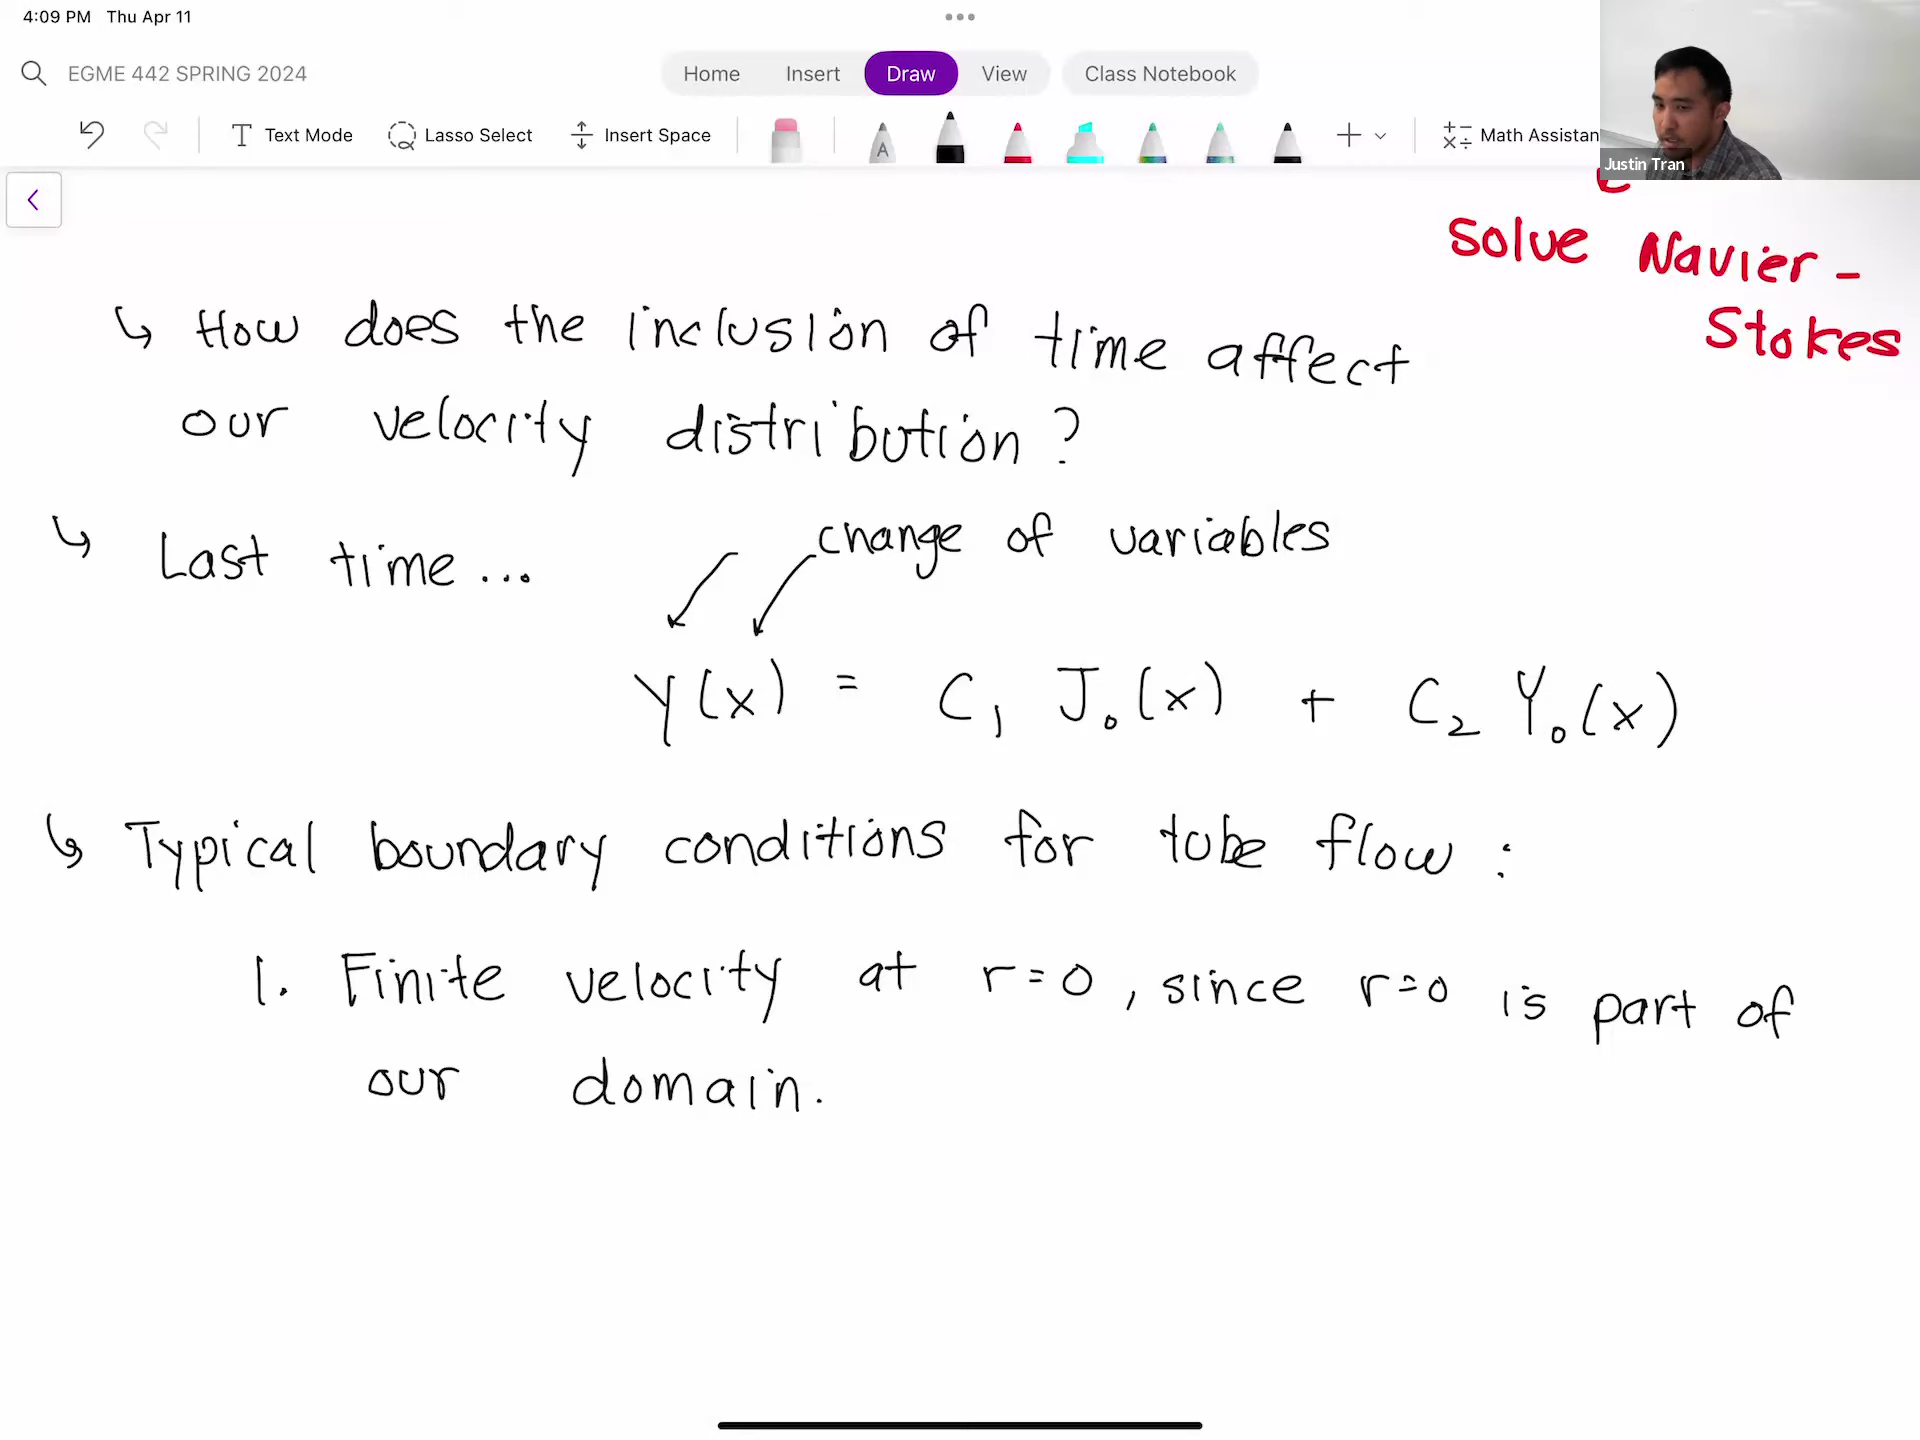 4:09 PM Thu Apr 11
EGME 442 SPRING 2024
Home Insert Draw View Class Notebook
Text Mode Lasso Select Insert Space A Math Assistan
Justin Tran
Solve Navier-
Stokes
How does the inclusion of time affect
our velocity distribution?
Last time...
change of variables
y(x) = C₁ J₀(x) + C₂ Y₀(x)
Typical boundary conditions for tube flow:
1. Finite velocity at r=0, since r=0 is part of
our domain.